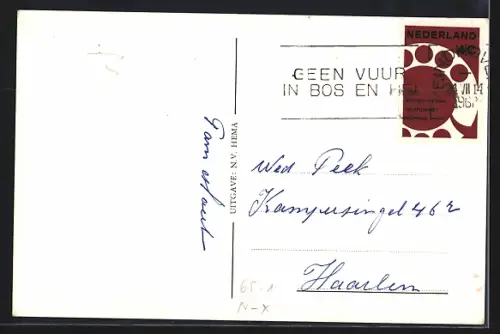 NEDERLAND
GEEN VUUR
IN BOS EN HEI
Wed Peek
Kampersingel 46 z
Haarlem
UITGAVE: N.V. HEMA
65-1
N-X